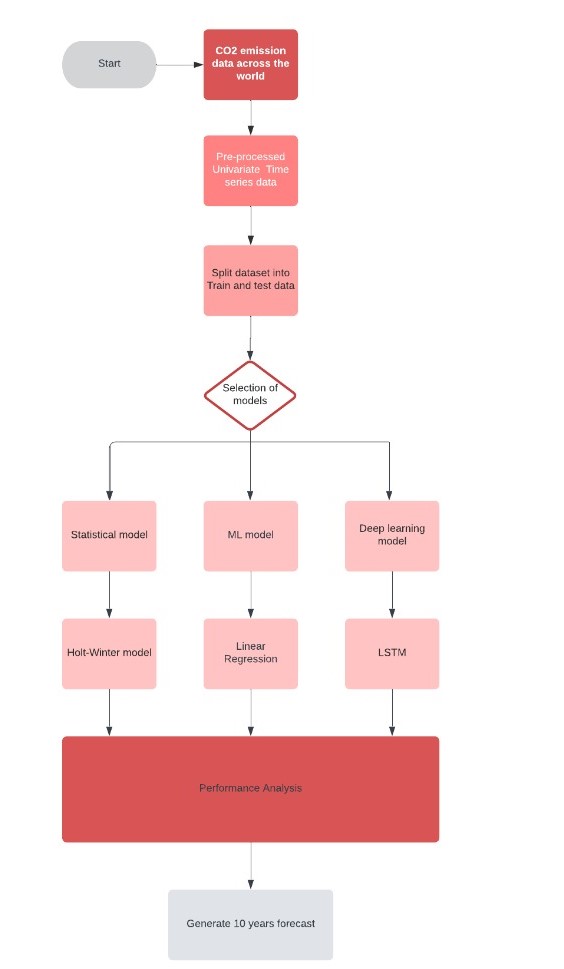 Start
CO2 emission
data across the
world
Pre-processed
Univariate Time
series data
Split dataset into
Train and test data
Selection of
models
Statistical model
ML model
Deep learning
model
Holt-Winter model
Linear
Regression
LSTM
Performance Analysis
Generate 10 years forecast